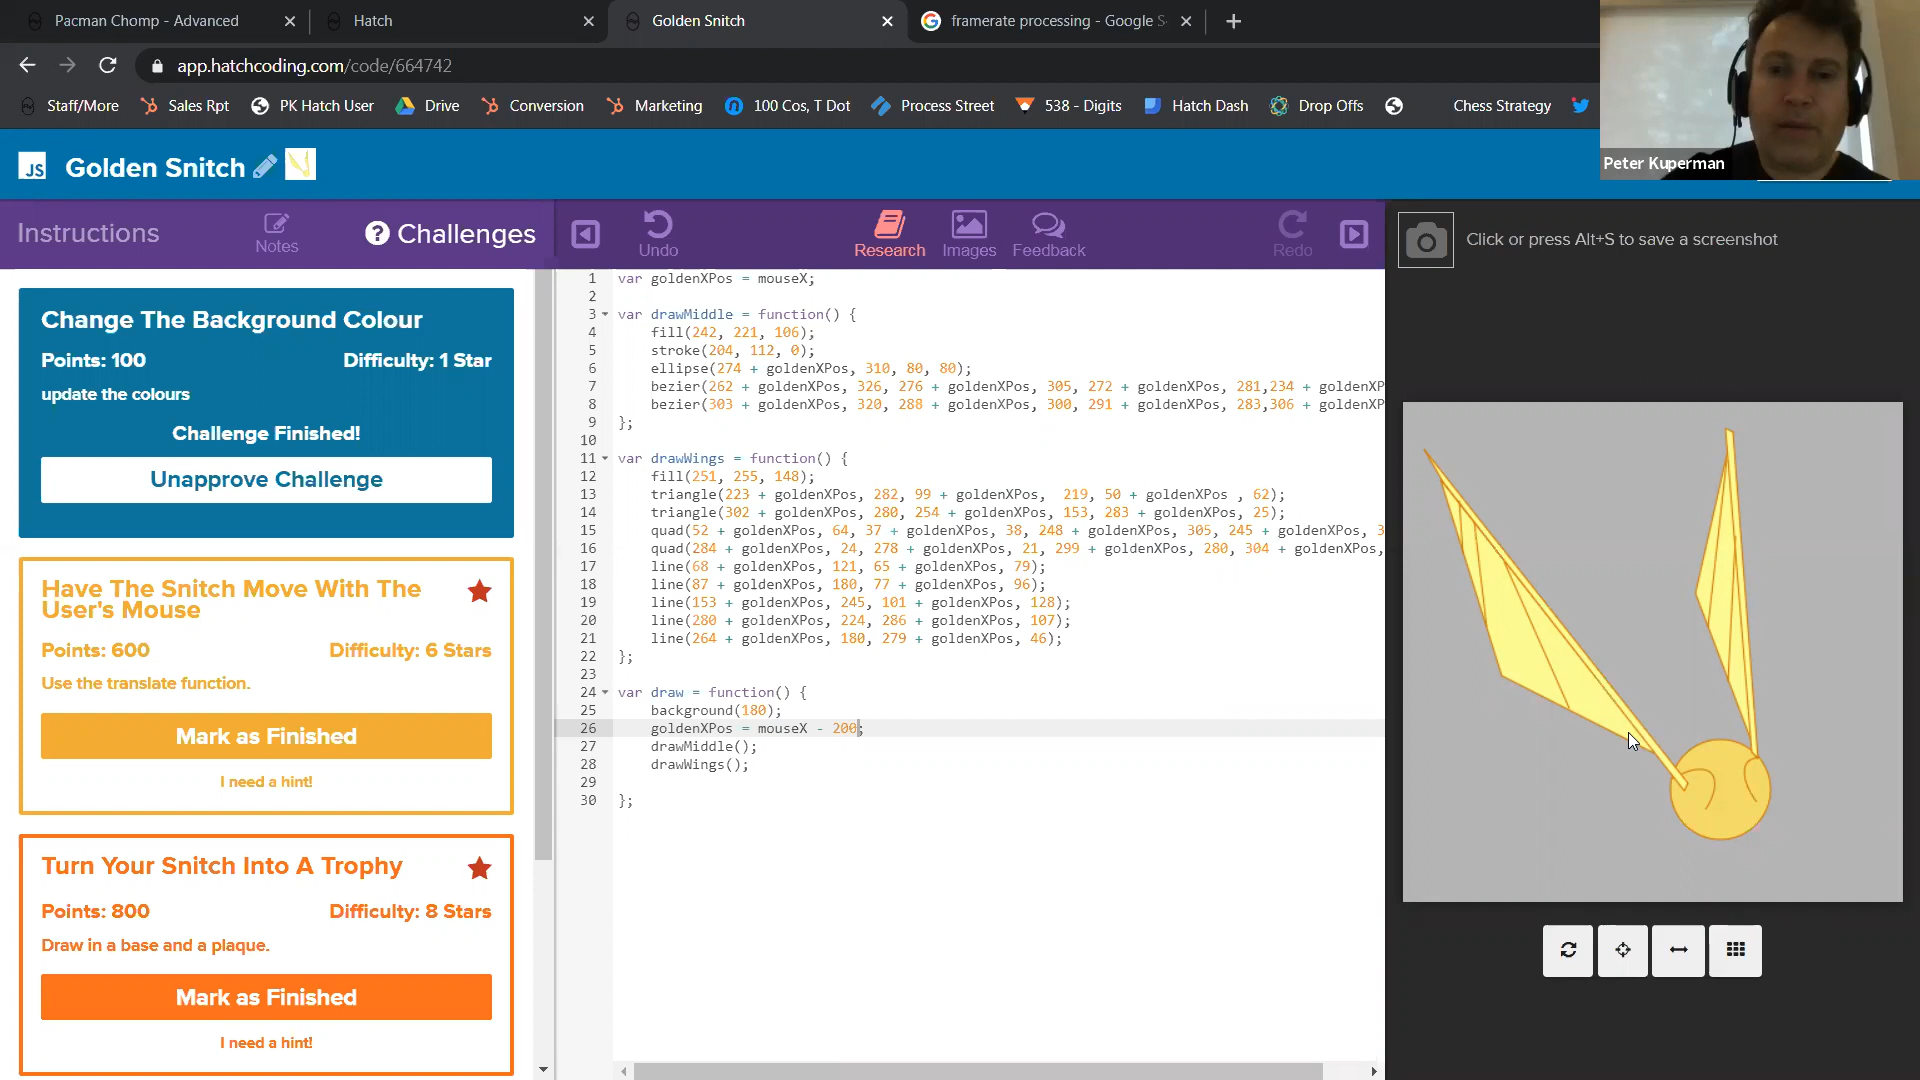 Pacman Chomp - Advanced
Hatch
Golden Snitch
framerate processing - Google S
app.hatchcoding.com/code/664742
Staff/More
Sales Rpt
PK Hatch User
Drive
Conversion
Marketing
100 Cos, T Dot
Process Street
538 - Digits
Hatch Dash
Drop Offs
Chess Strategy
Peter Kuperman
JS
Golden Snitch
Instructions
Notes
? Challenges
Undo
Research
Images
Feedback
Redo
Click or press Alt+S to save a screenshot
Change The Background Colour
Points: 100
Difficulty: 1 Star
update the colours
Challenge Finished!
Unapprove Challenge
Have The Snitch Move With The
User's Mouse
Points: 600
Difficulty: 6 Stars
Use the translate function.
Mark as Finished
I need a hint!
Turn Your Snitch Into A Trophy
Points: 800
Difficulty: 8 Stars
Draw in a base and a plaque.
Mark as Finished
I need a hint!
1 var goldenXPos = mouseX;
2
3 var drawMiddle = function() {
4 fill(242, 221, 106);
5 stroke(204, 112, 0);
6 ellipse(274 + goldenXPos, 310, 80, 80);
7 bezier(262 + goldenXPos, 326, 276 + goldenXPos, 305, 272 + goldenXPos, 281,234 + goldenXP
8 bezier(303 + goldenXPos, 320, 288 + goldenXPos, 300, 291 + goldenXPos, 283,306 + goldenXP
9 };
10
11 var drawWings = function() {
12 fill(251, 255, 148);
13 triangle(223 + goldenXPos, 282, 99 + goldenXPos,  219, 50 + goldenXPos , 62);
14 triangle(302 + goldenXPos, 280, 254 + goldenXPos, 153, 283 + goldenXPos, 25);
15 quad(52 + goldenXPos, 64, 37 + goldenXPos, 38, 248 + goldenXPos, 305, 245 + goldenXPos, 3
16 quad(284 + goldenXPos, 24, 278 + goldenXPos, 21, 299 + goldenXPos, 280, 304 + goldenXPos,
17 line(68 + goldenXPos, 121, 65 + goldenXPos, 79);
18 line(87 + goldenXPos, 180, 77 + goldenXPos, 96);
19 line(153 + goldenXPos, 245, 101 + goldenXPos, 128);
20 line(280 + goldenXPos, 224, 286 + goldenXPos, 107);
21 line(264 + goldenXPos, 180, 279 + goldenXPos, 46);
22 };
23
24 var draw = function() {
25 background(180);
26 goldenXPos = mouseX - 200;
27 drawMiddle();
28 drawWings();
29
30 };